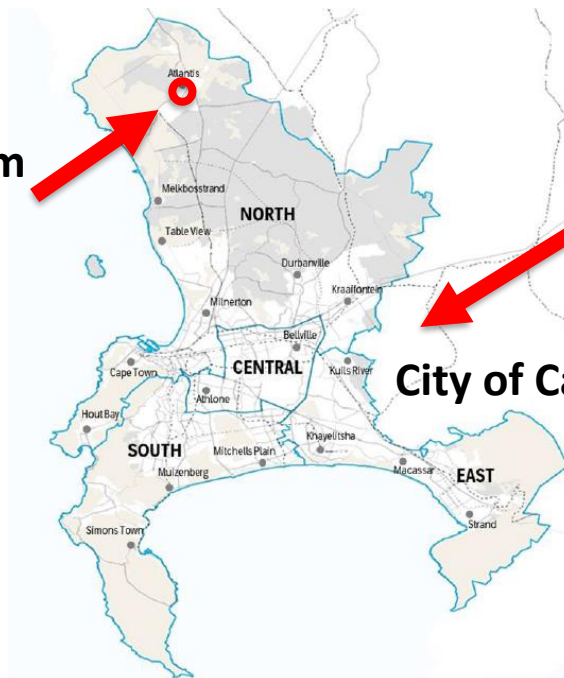 Atlantis
m
Melkbosstrand
NORTH
Table View
Durbanville
Kraaifontein
Milnerton
Bellville
Cape Town
CENTRAL
Kuils River
City of Ca
Athlone
Hout Bay
SOUTH
Mitchells Plain
Khayelitsha
Macassar
EAST
Muizenberg
Strand
Simons Town